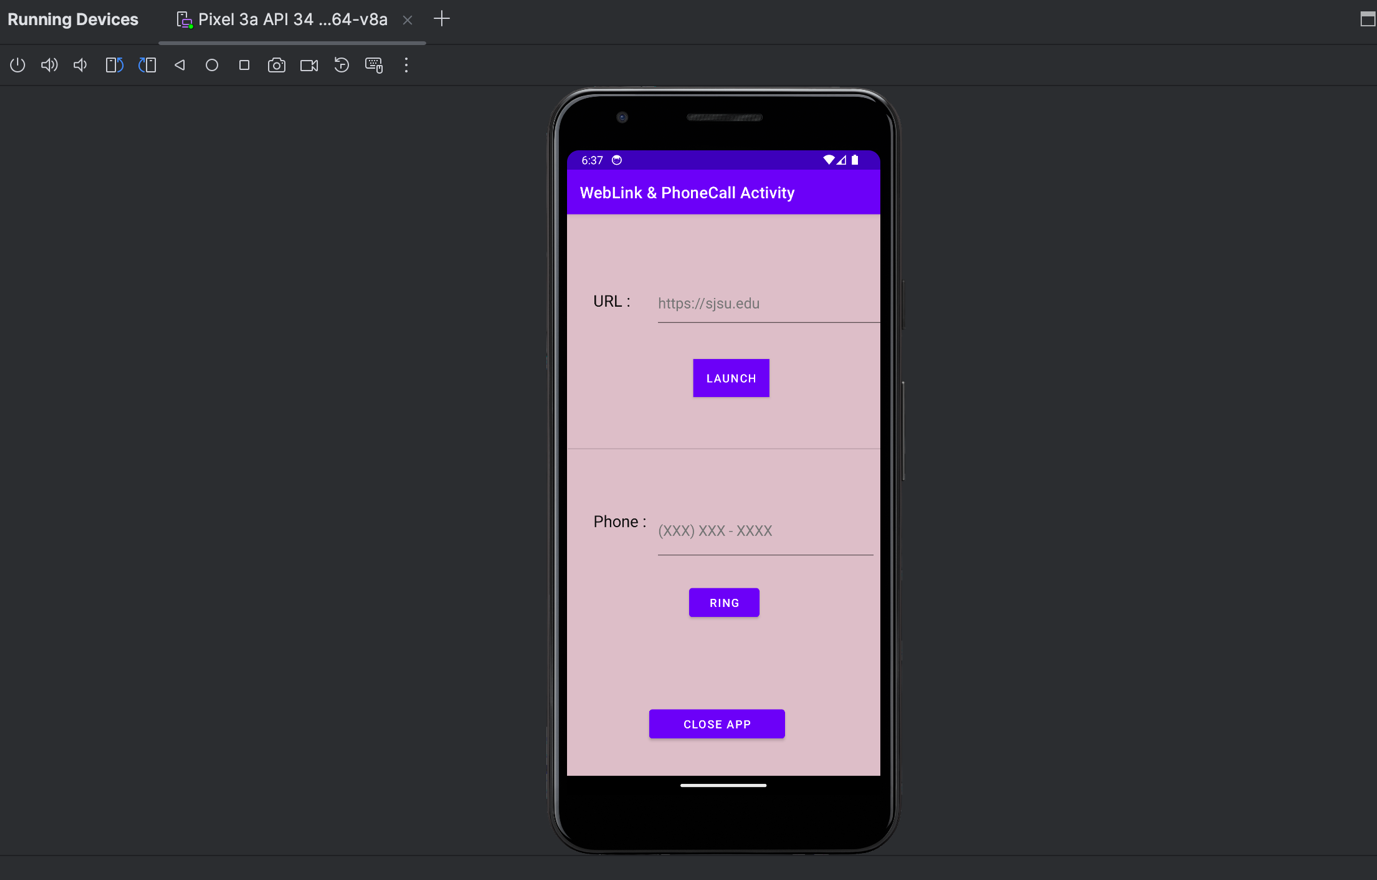 Running Devices
Pixel 3a API 34 ...64-v8a
6:37
WebLink & PhoneCall Activity
URL :
https://sjsu.edu
LAUNCH
Phone :
(XXX) XXX - XXXX
RING
CLOSE APP